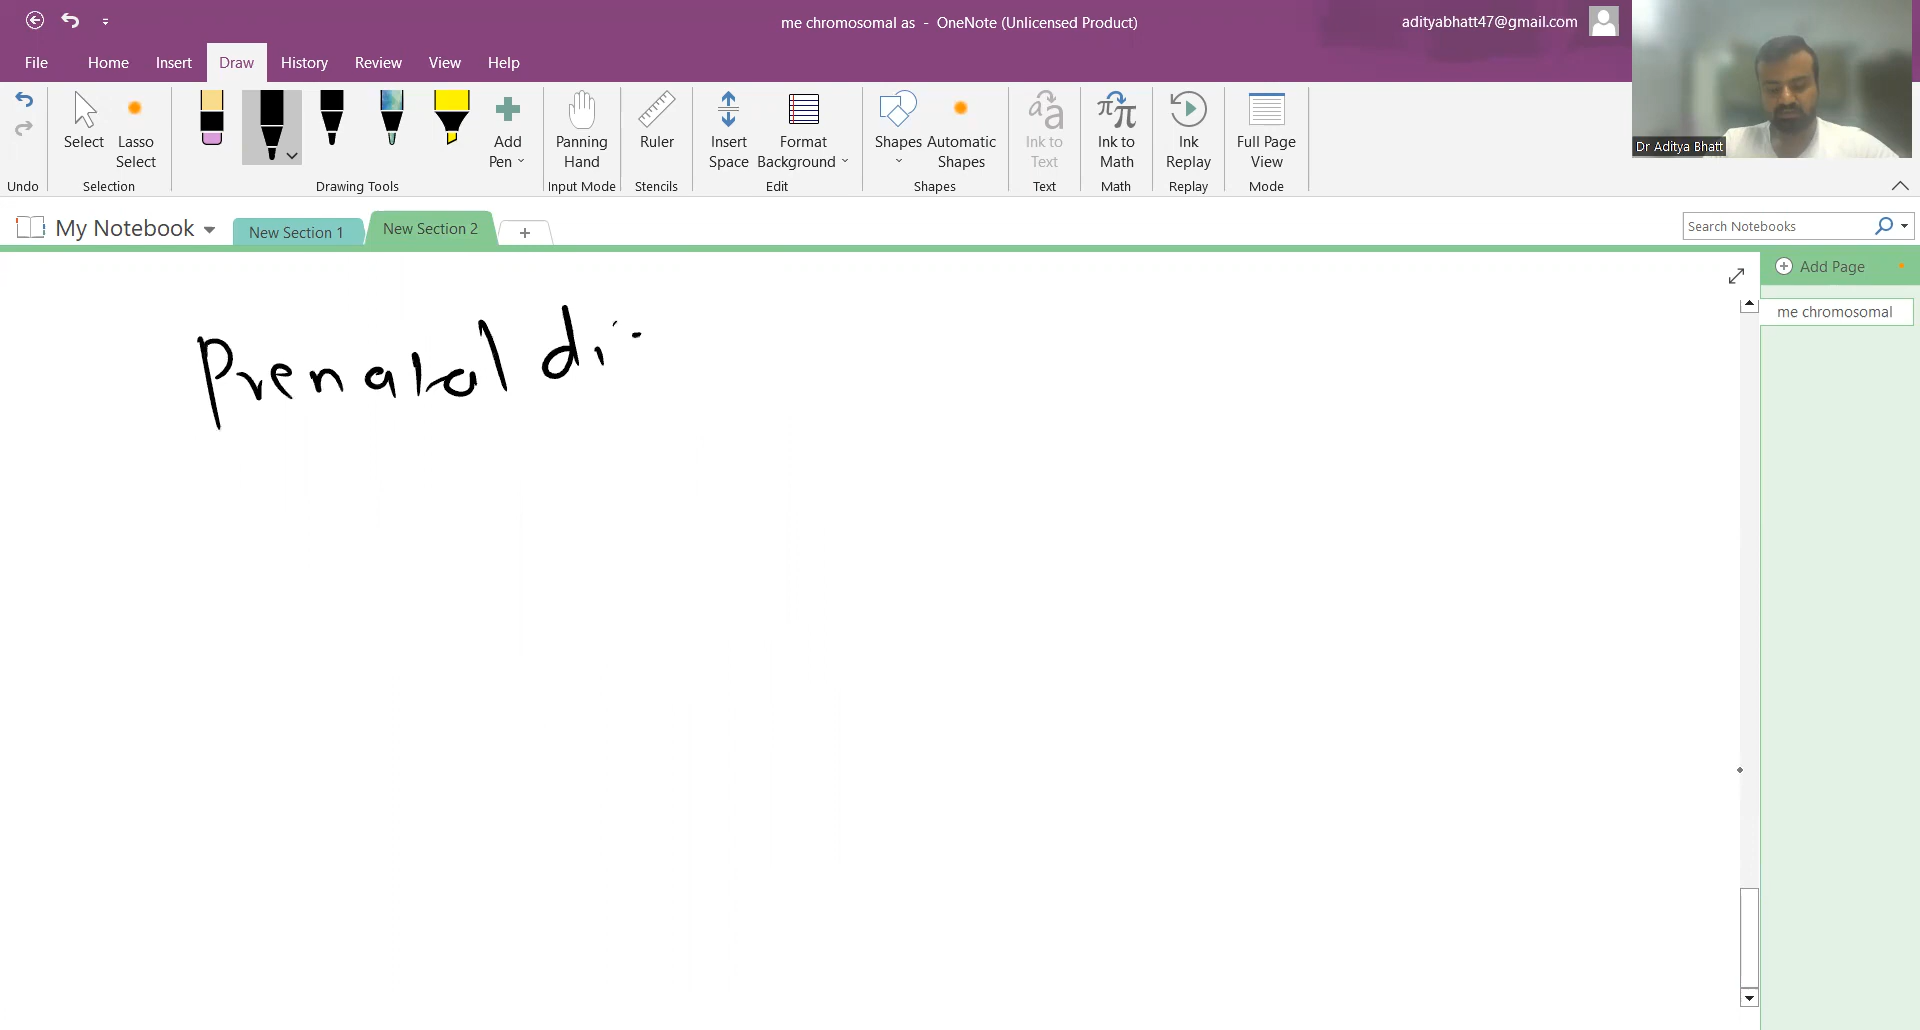 me chromosomal as - OneNote (Unlicensed Product)
adityabhatt47@gmail.com
File Home Insert Draw History Review View Help
Select
Lasso Select
Add Pen
Panning Hand
Ruler
Insert Space
Format Background
Shapes
Automatic Shapes
Ink to Text
Ink to Math
Ink Replay
Full Page View
Undo Selection Drawing Tools Input Mode Stencils Edit Shapes Text Math Replay Mode
Dr Aditya Bhatt
My Notebook New Section 1 New Section 2
Search Notebooks
Add Page
me chromosomal
Prenatal di